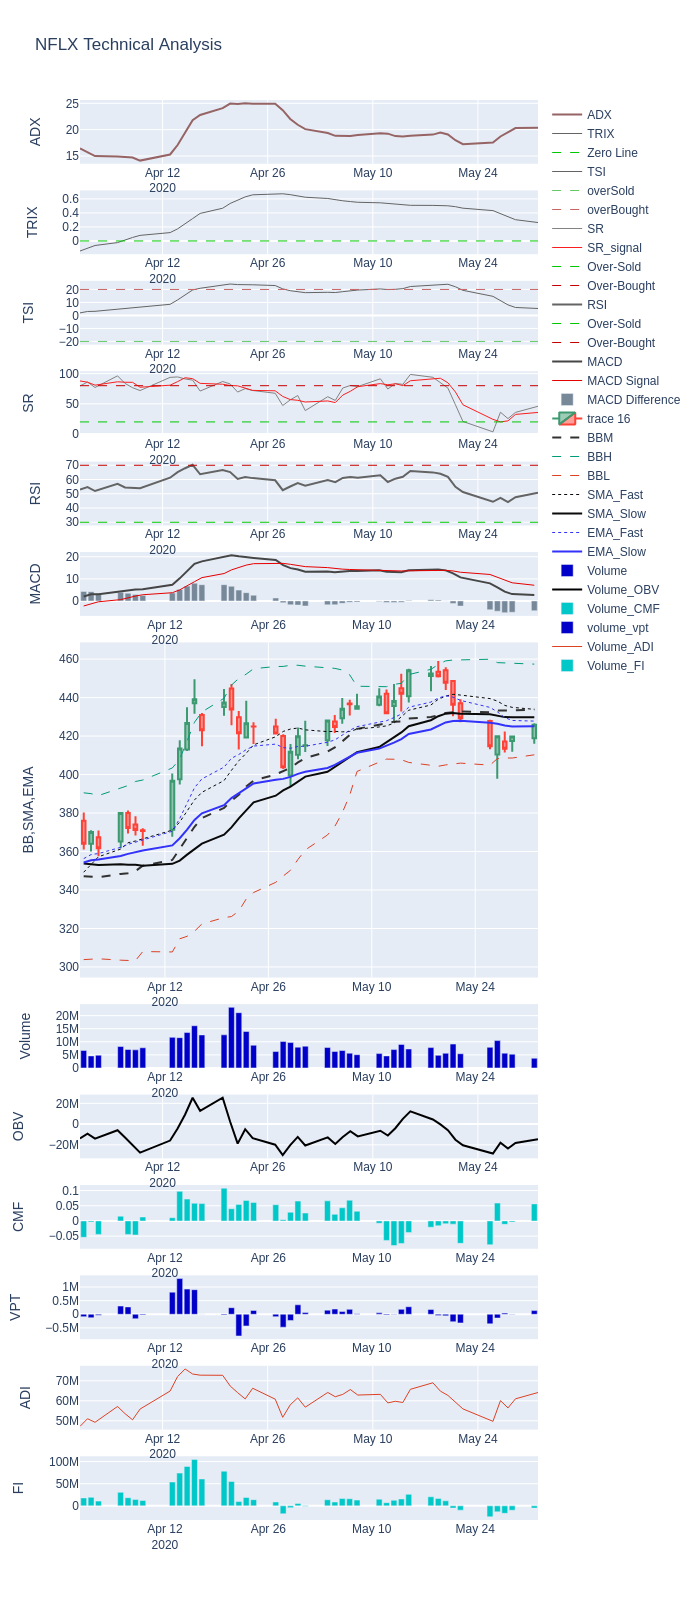 NFLX Technical Analysis
ADX
25
20
15
Apr 12
2020
Apr 26
May 10
May 24
TRIX
0.6
0.4
0.2
0
Apr 12
2020
Apr 26
May 10
May 24
TSI
20
10
0
−10
−20
Apr 12
2020
Apr 26
May 10
May 24
SR
100
50
0
Apr 12
2020
Apr 26
May 10
May 24
RSI
70
60
50
40
30
Apr 12
2020
Apr 26
May 10
May 24
MACD
20
10
0
Apr 12
2020
Apr 26
May 10
May 24
BB,SMA,EMA
460
440
420
400
380
360
340
320
300
Apr 12
2020
Apr 26
May 10
May 24
Volume
20M
15M
10M
5M
0
Apr 12
2020
Apr 26
May 10
May 24
OBV
20M
0
−20M
Apr 12
2020
Apr 26
May 10
May 24
CMF
0.1
0.05
0
−0.05
Apr 12
2020
Apr 26
May 10
May 24
VPT
1M
0.5M
0
−0.5M
Apr 12
2020
Apr 26
May 10
May 24
ADI
70M
60M
50M
Apr 12
2020
Apr 26
May 10
May 24
FI
100M
50M
0
Apr 12
2020
Apr 26
May 10
May 24
ADX
TRIX
Zero Line
TSI
overSold
overBought
SR
SR_signal
Over-Sold
Over-Bought
RSI
Over-Sold
Over-Bought
MACD
MACD Signal
MACD Difference
trace 16
BBM
BBH
BBL
SMA_Fast
SMA_Slow
EMA_Fast
EMA_Slow
Volume
Volume_OBV
Volume_CMF
volume_vpt
Volume_ADI
Volume_FI